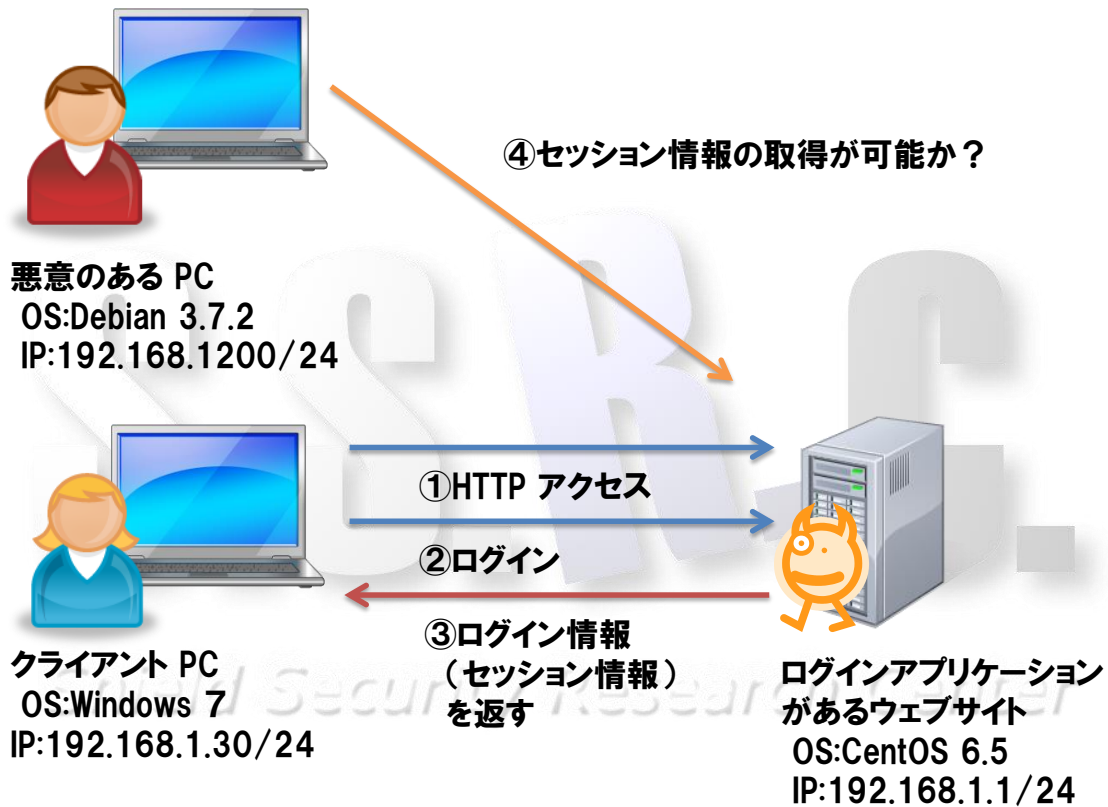 ④セッション情報の取得が可能か？
悪意のある PC
OS:Debian 3.7.2
IP:192.168.1200/24
①HTTP アクセス
②ログイン
③ログイン情報
（セッション情報）
を返す
クライアント PC
OS:Windows 7
IP:192.168.1.30/24
ログインアプリケーション
があるウェブサイト
OS:CentOS 6.5
IP:192.168.1.1/24
S.S.R.C.
Shield Security Research Center